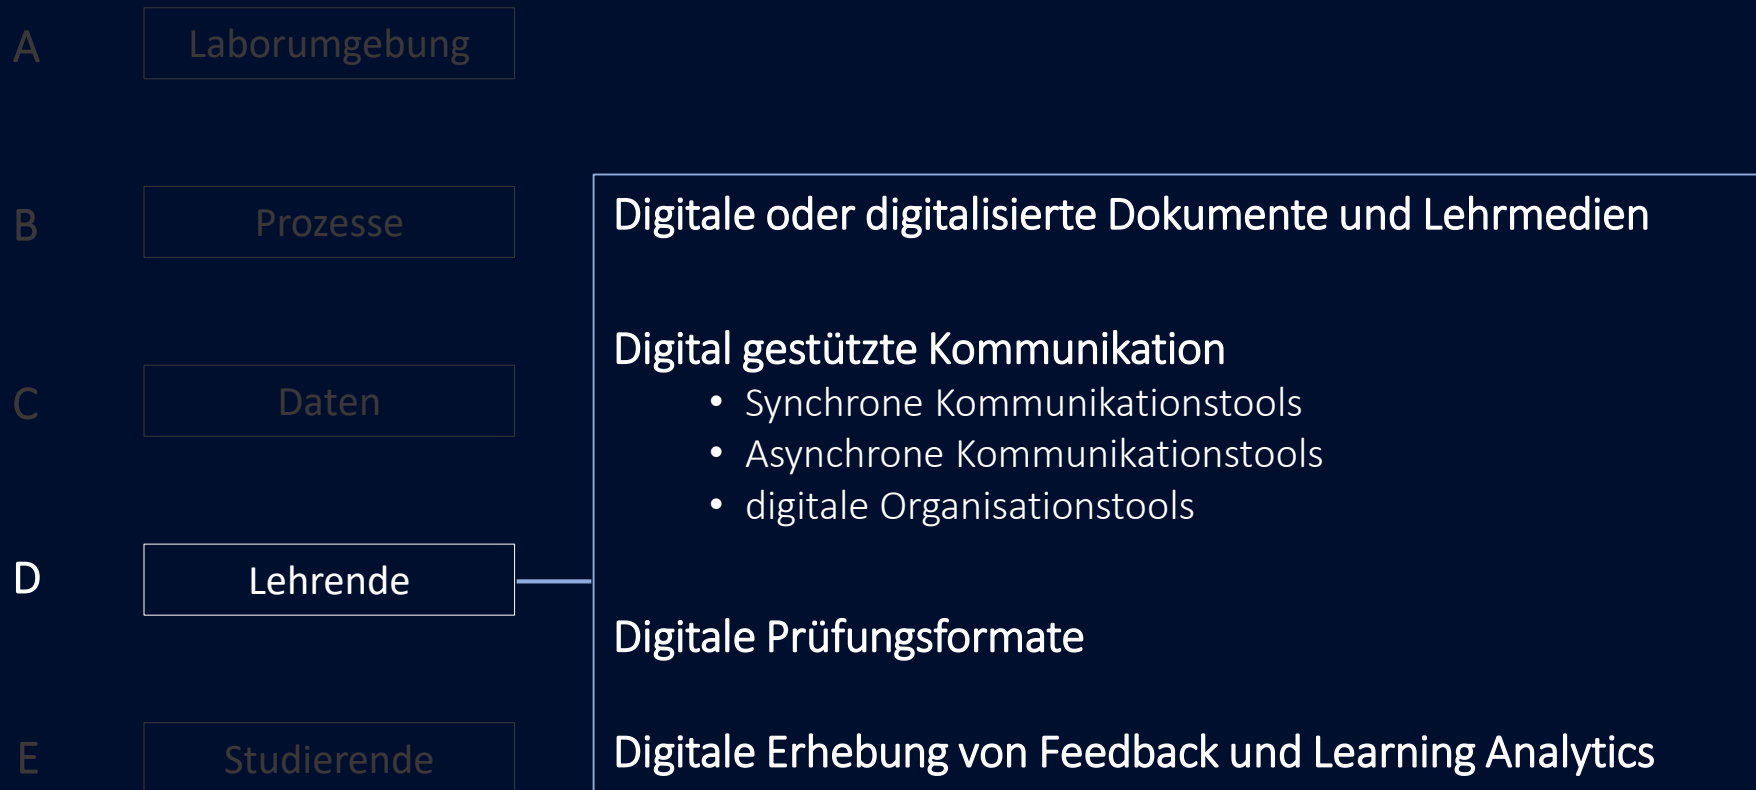 A Laborumgebung
B Prozesse
C Daten
D Lehrende
E Studierende
Digitale oder digitalisierte Dokumente und Lehrmedien
Digital gestützte Kommunikation
• Synchrone Kommunikationstools
• Asynchrone Kommunikationstools
• digitale Organisationstools
Digitale Prüfungsformate
Digitale Erhebung von Feedback und Learning Analytics